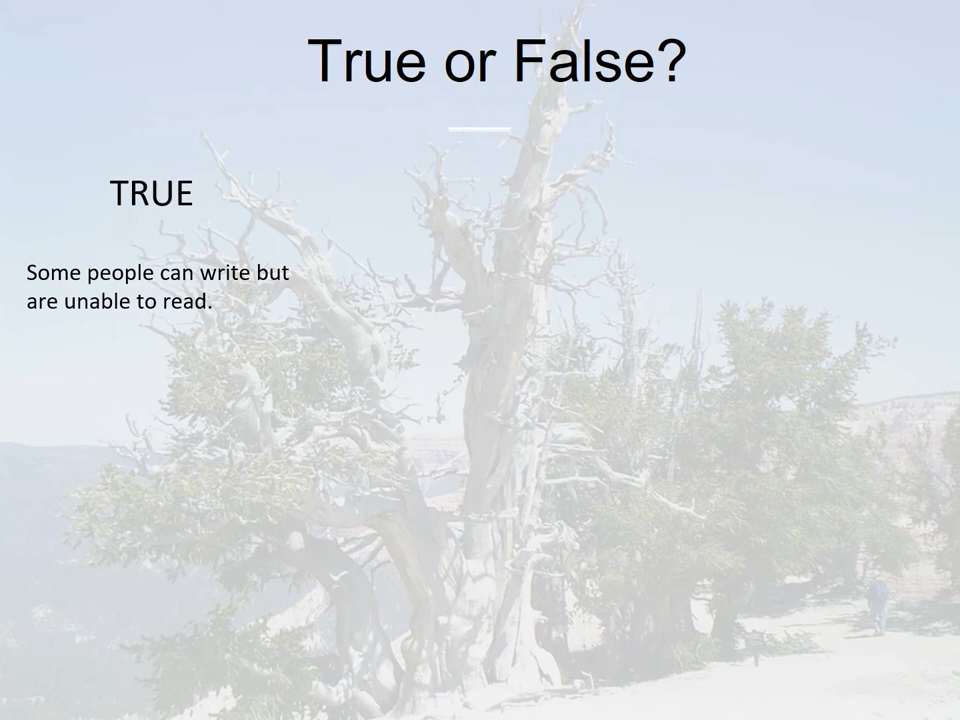 True or False?
TRUE
Some people can write but
are unable to read.